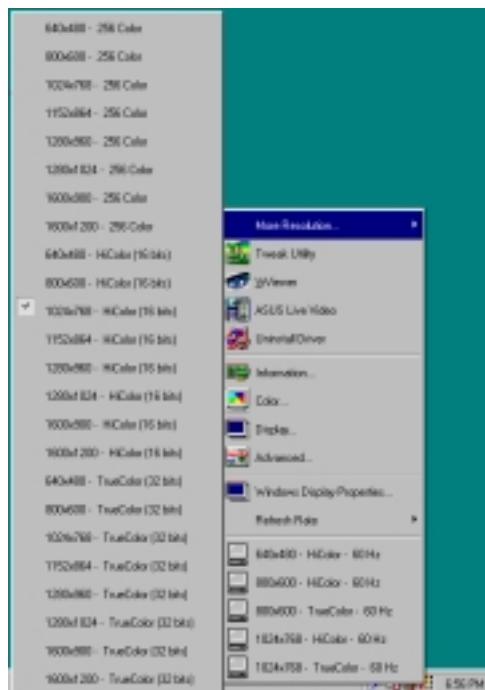 640x480 - 256 Color
800x600 - 256 Color
1024x768 - 256 Color
1152x864 - 256 Color
1280x960 - 256 Color
1280x1024 - 256 Color
1600x900 - 256 Color
1600x1200 - 256 Color
640x480 - HiColor (16 bits)
800x600 - HiColor (16 bits)
1024x768 - HiColor (16 bits)
1152x864 - HiColor (16 bits)
1280x960 - HiColor (16 bits)
1280x1024 - HiColor (16 bits)
1600x900 - HiColor (16 bits)
1600x1200 - HiColor (16 bits)
640x480 - TrueColor (32 bits)
800x600 - TrueColor (32 bits)
1024x768 - TrueColor (32 bits)
1152x864 - TrueColor (32 bits)
1280x960 - TrueColor (32 bits)
1280x1024 - TrueColor (32 bits)
1600x900 - TrueColor (32 bits)
1600x1200 - TrueColor (32 bits)
More Resolution...
Tweak Utility
ASUS Live Video
Uninstall Driver
Information...
Color...
Display...
Advanced...
Windows Display Properties...
Refresh Rate
640x480 - HiColor - 60 Hz
800x600 - HiColor - 60 Hz
800x600 - TrueColor - 60 Hz
1024x768 - HiColor - 60 Hz
1024x768 - TrueColor - 60 Hz
6:56 PM